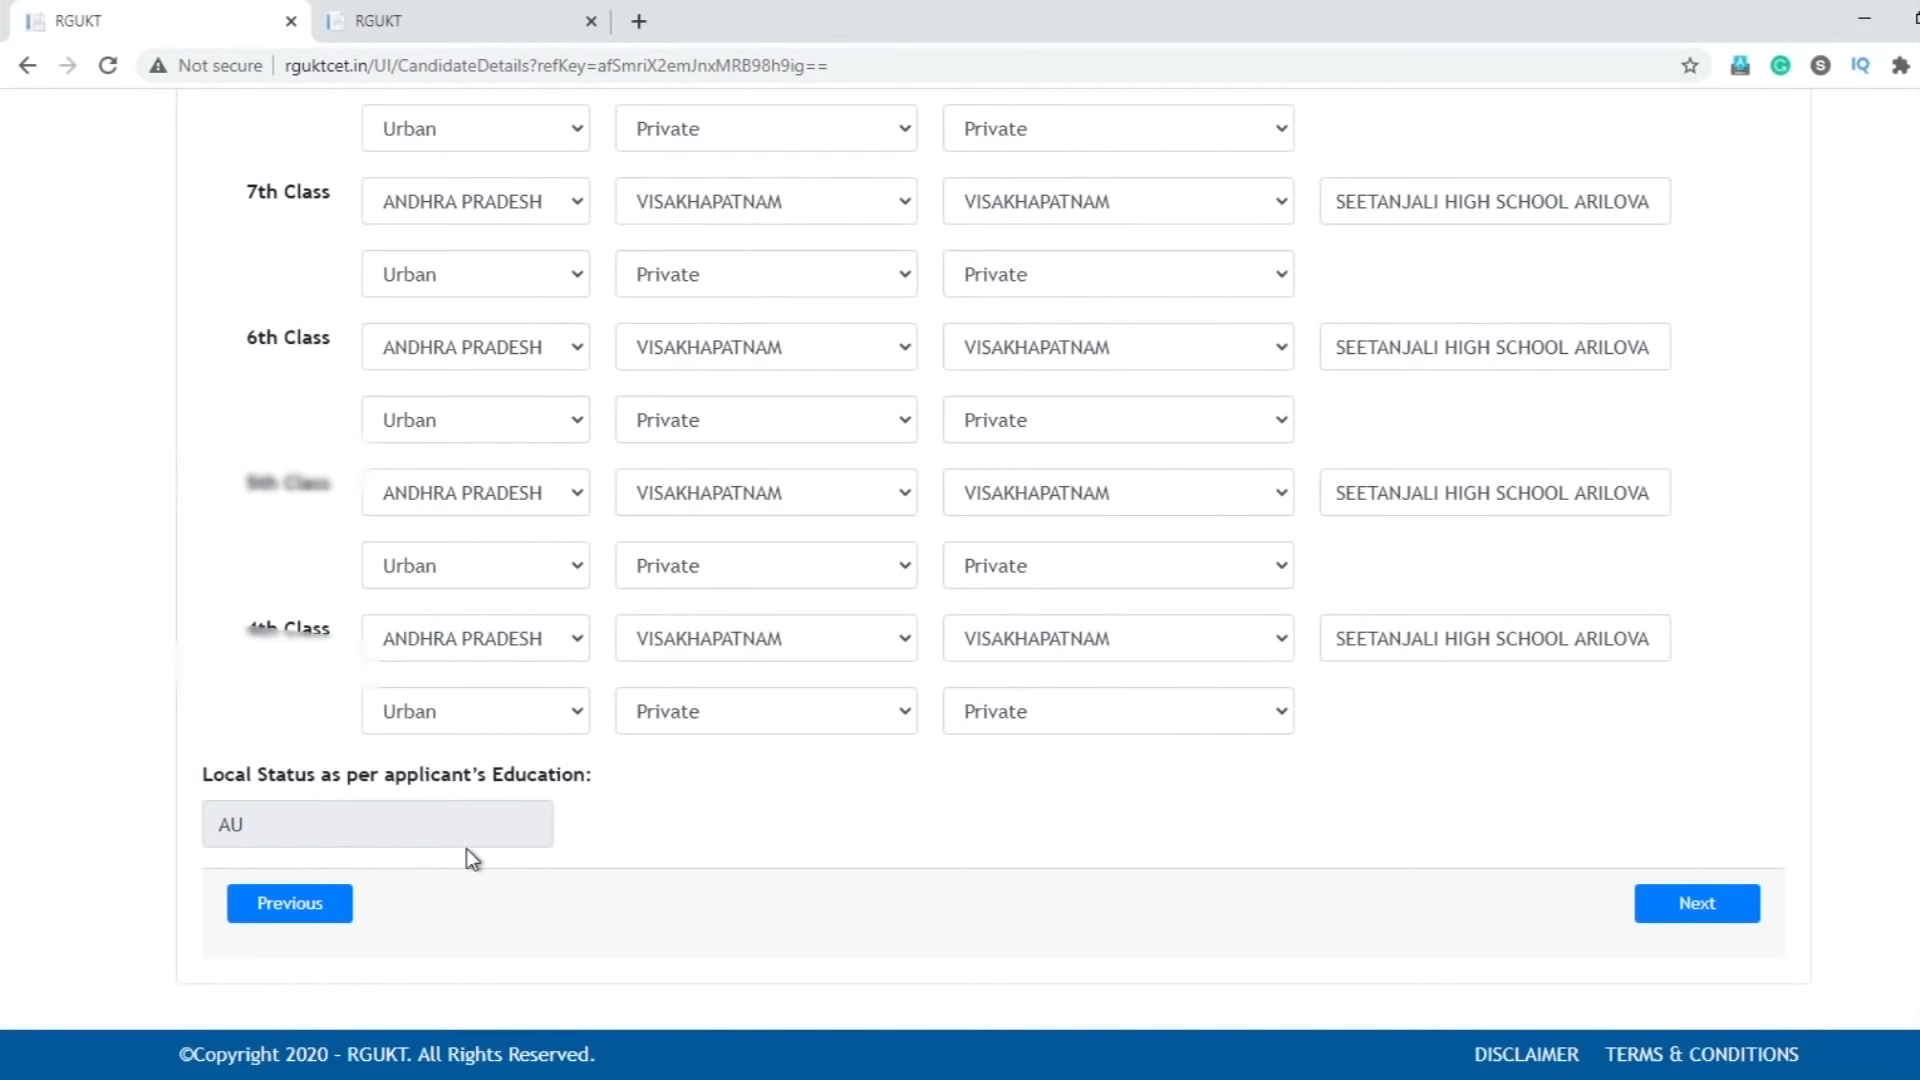 RGUKT
RGUKT
Not secure rguktcet.in/UI/CandidateDetails?refKey=afSmriX2emJnxMRB98h9ig==
IQ
Urban Private Private
7th Class ANDHRA PRADESH VISAKHAPATNAM VISAKHAPATNAM SEETANJALI HIGH SCHOOL ARILOVA
Urban Private Private
6th Class ANDHRA PRADESH VISAKHAPATNAM VISAKHAPATNAM SEETANJALI HIGH SCHOOL ARILOVA
Urban Private Private
5th Class ANDHRA PRADESH VISAKHAPATNAM VISAKHAPATNAM SEETANJALI HIGH SCHOOL ARILOVA
Urban Private Private
4th Class ANDHRA PRADESH VISAKHAPATNAM VISAKHAPATNAM SEETANJALI HIGH SCHOOL ARILOVA
Urban Private Private
Local Status as per applicant's Education:
AU
Previous Next
©Copyright 2020 - RGUKT. All Rights Reserved. DISCLAIMER TERMS & CONDITIONS